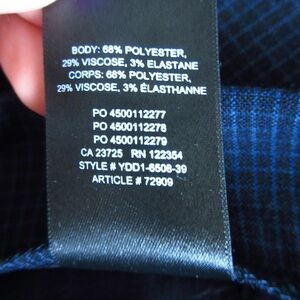 BODY: 68% POLYESTER,
29% VISCOSE, 3% ELASTANE
CORPS: 68% POLYESTER,
29% VISCOSE, 3% ÉLASTHANNE
PO 4500112277
PO 4500112278
PO 4500112279
CA 23725 RN 122354
STYLE # YDD1-6508-39
ARTICLE # 72909